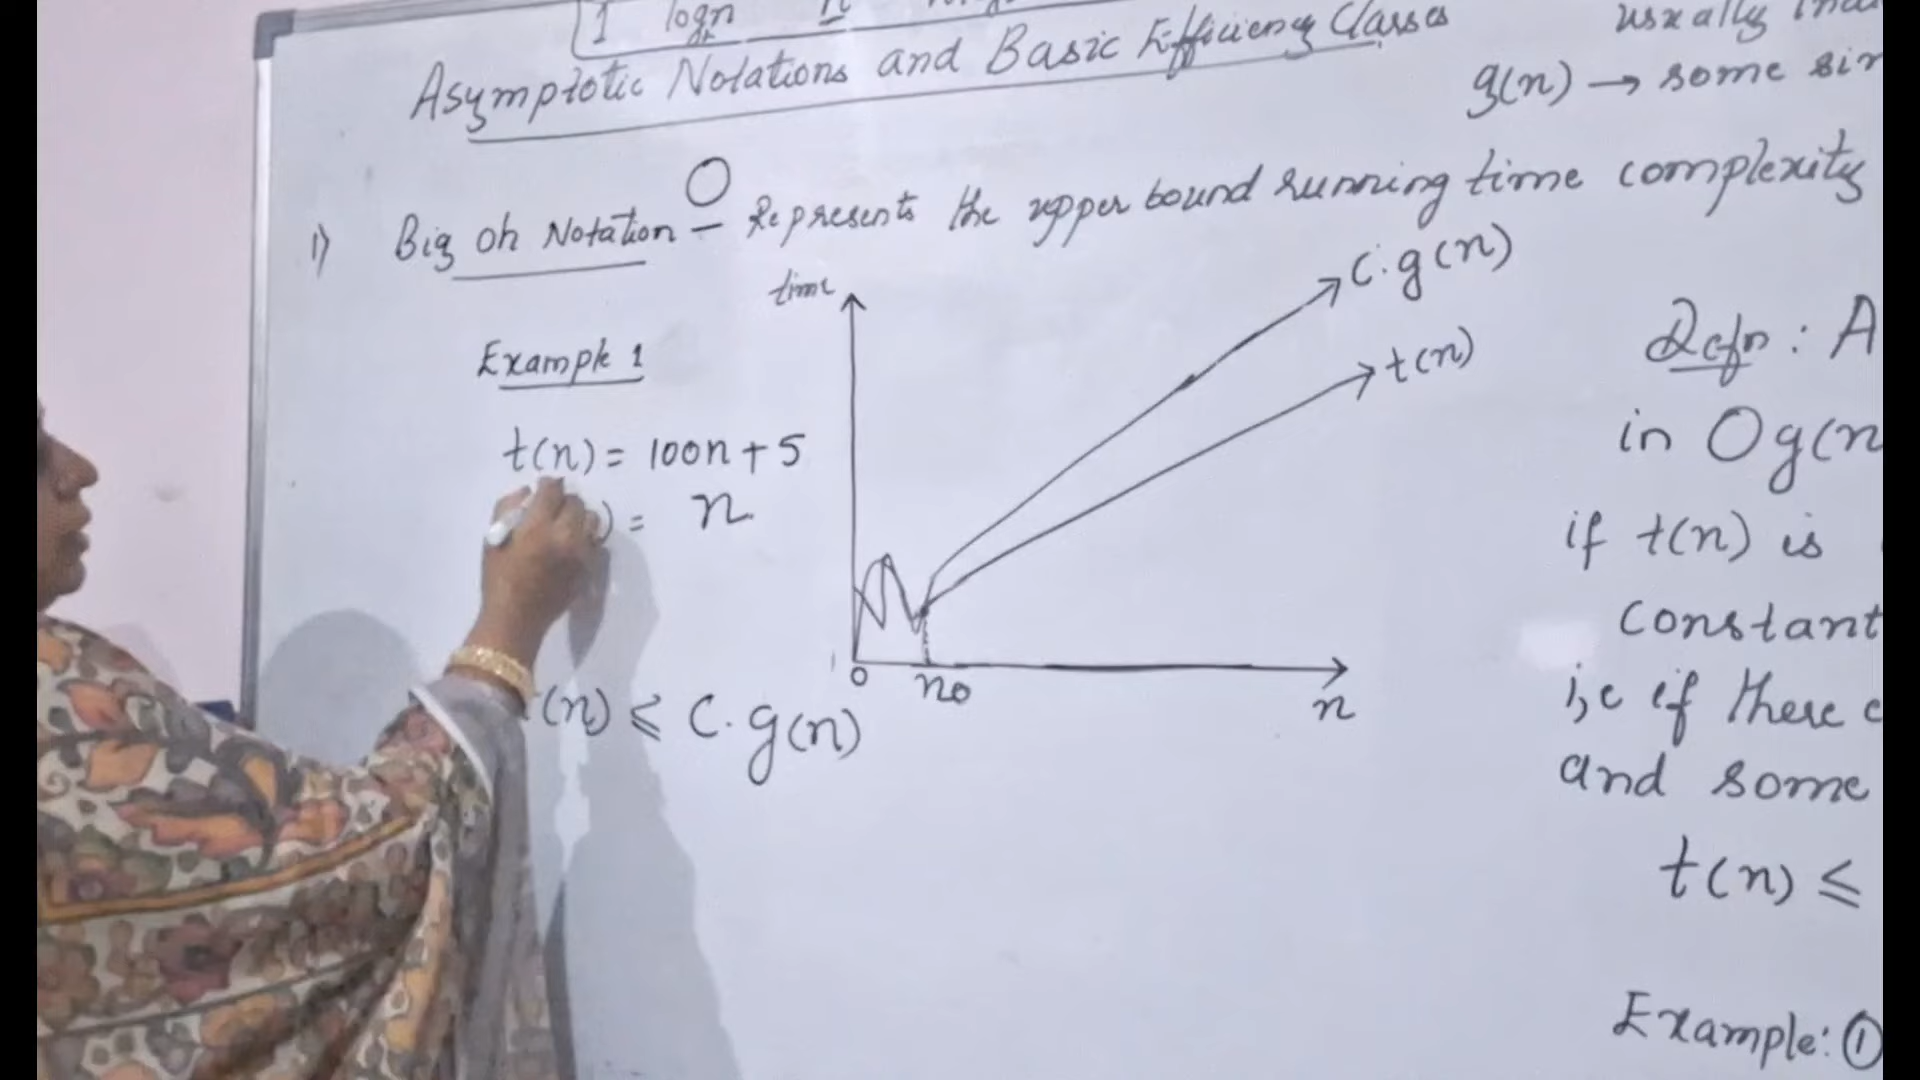 1 logn n
Asymptotic Notations and Basic Efficiency Classes
usually
g(n) → some
1) Big Oh Notation O – Represents the upper bound running time complexity
time
C.g(n)
t(n)
Example 1
t(n) = 100n + 5
) = n
0 n0 n
(n) ≤ C.g(n)
Defn : A
in Og(n
if t(n) is
constant
i,e if there
and some
t(n) ≤
Example: ①